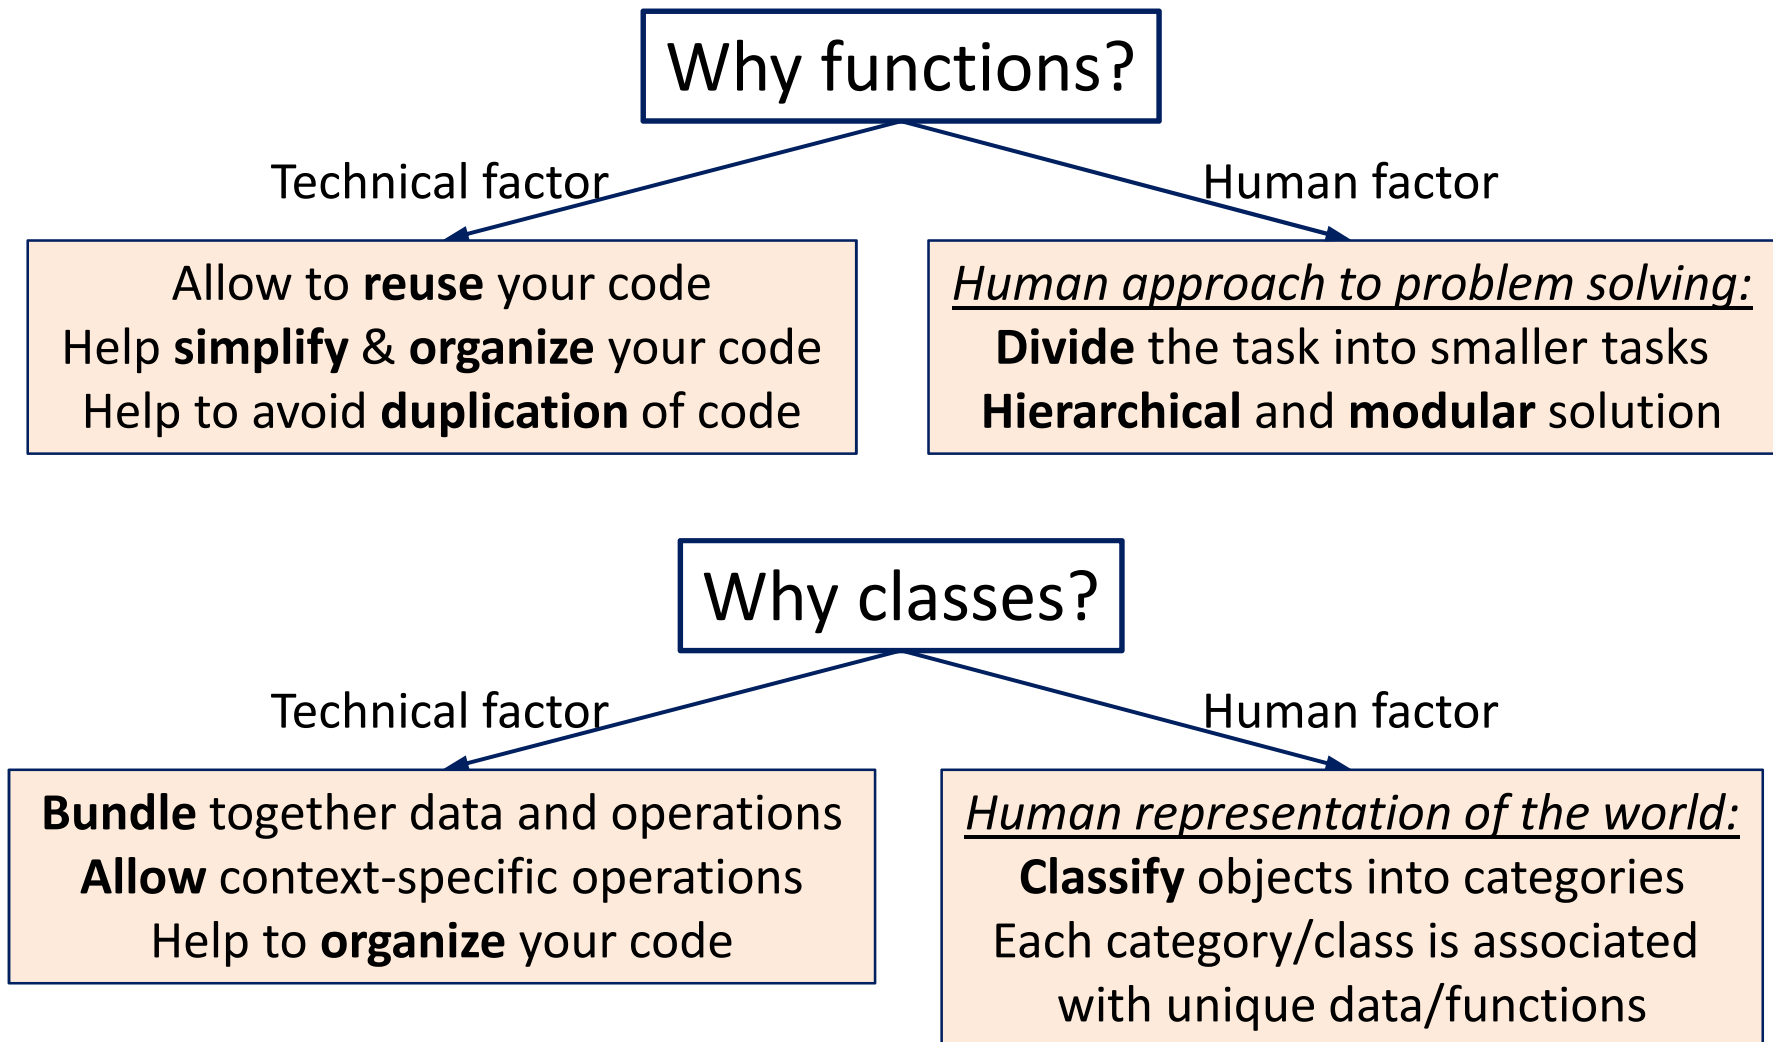 Why functions?
Technical factor
Human factor
Allow to reuse your code
Help simplify & organize your code
Help to avoid duplication of code
Human approach to problem solving:
Divide the task into smaller tasks
Hierarchical and modular solution
Why classes?
Technical factor
Human factor
Bundle together data and operations
Allow context-specific operations
Help to organize your code
Human representation of the world:
Classify objects into categories
Each category/class is associated
with unique data/functions